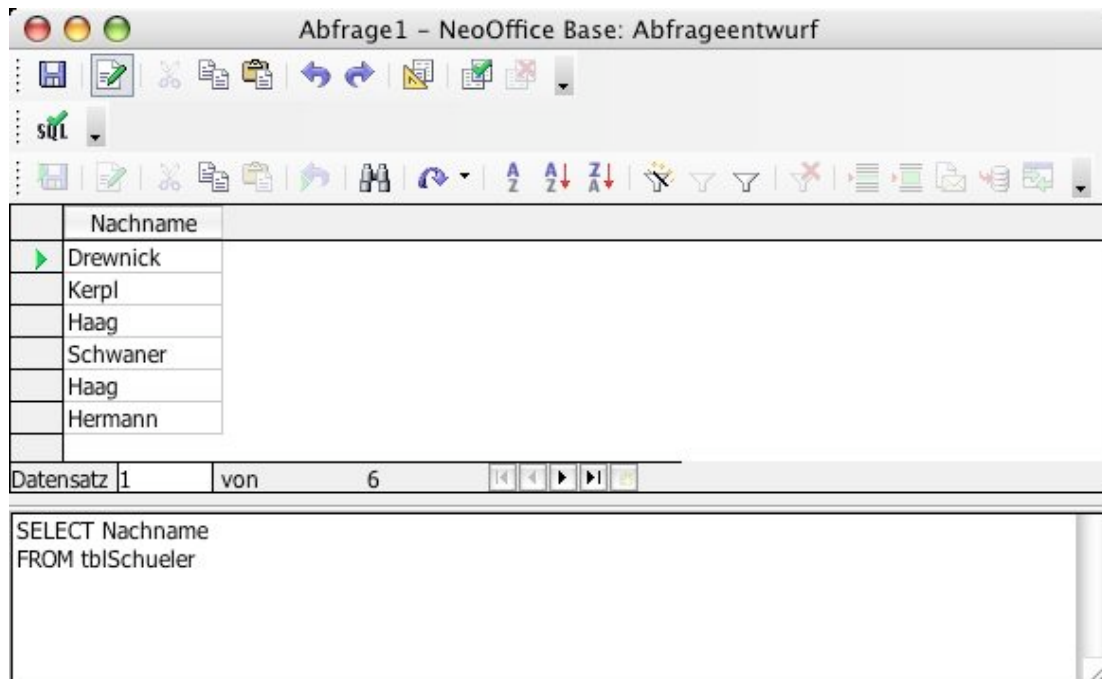 Abfrage1 – NeoOffice Base: Abfrageentwurf
SQL
A Z A Z Z A
Nachname
Drewnick
Kerpl
Haag
Schwaner
Haag
Hermann
Datensatz 1 von 6
SELECT Nachname
FROM tblSchueler